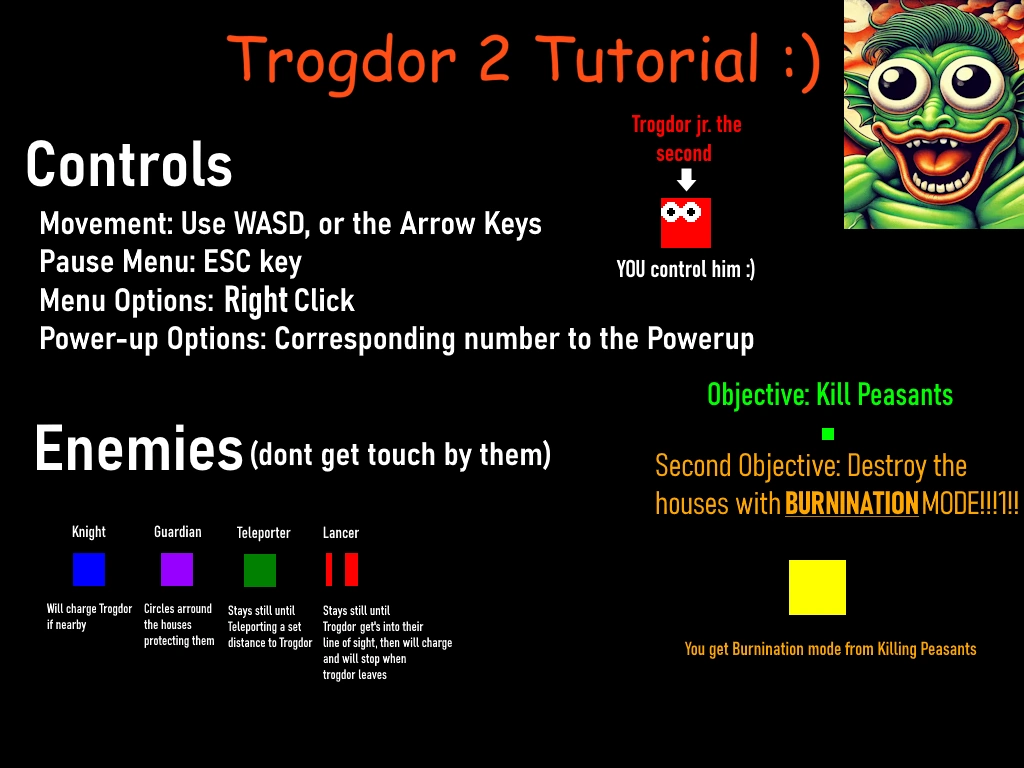 Trogdor 2 Tutorial :)
Trogdor jr. the
second
Controls
Movement: Use WASD, or the Arrow Keys
Pause Menu: ESC key
Menu Options: Right Click
Power-up Options: Corresponding number to the Powerup
YOU control him :)
Objective: Kill Peasants
Second Objective: Destroy the
houses with BURNINATION MODE!!!1!!
You get Burnination mode from Killing Peasants
Enemies (dont get touch by them)
Knight
Will charge Trogdor
if nearby
Guardian
Circles arround
the houses
protecting them
Teleporter
Stays still until
Teleporting a set
distance to Trogdor
Lancer
Stays still until
Trogdor get's into their
line of sight, then will charge
and will stop when
trogdor leaves